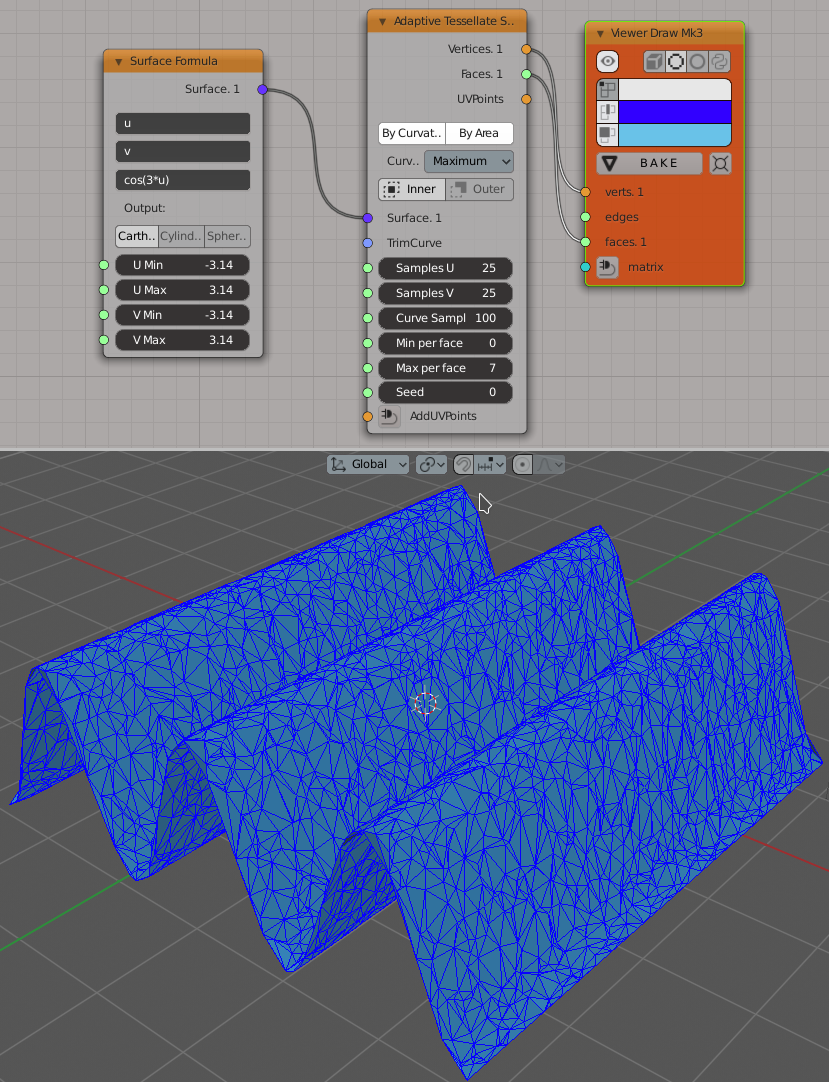 Surface Formula
Surface. 1
u
v
cos(3*u)
Output:
Carth.. Cylind.. Spher..
U Min -3.14
U Max 3.14
V Min -3.14
V Max 3.14
Adaptive Tessellate S..
Vertices. 1
Faces. 1
UVPoints
By Curvat.. By Area
Curv.. Maximum
Inner Outer
Surface. 1
TrimCurve
Samples U 25
Samples V 25
Curve Sampl 100
Min per face 0
Max per face 7
Seed 0
AddUVPoints
Viewer Draw Mk3
BAKE
verts. 1
edges
faces. 1
matrix
Global